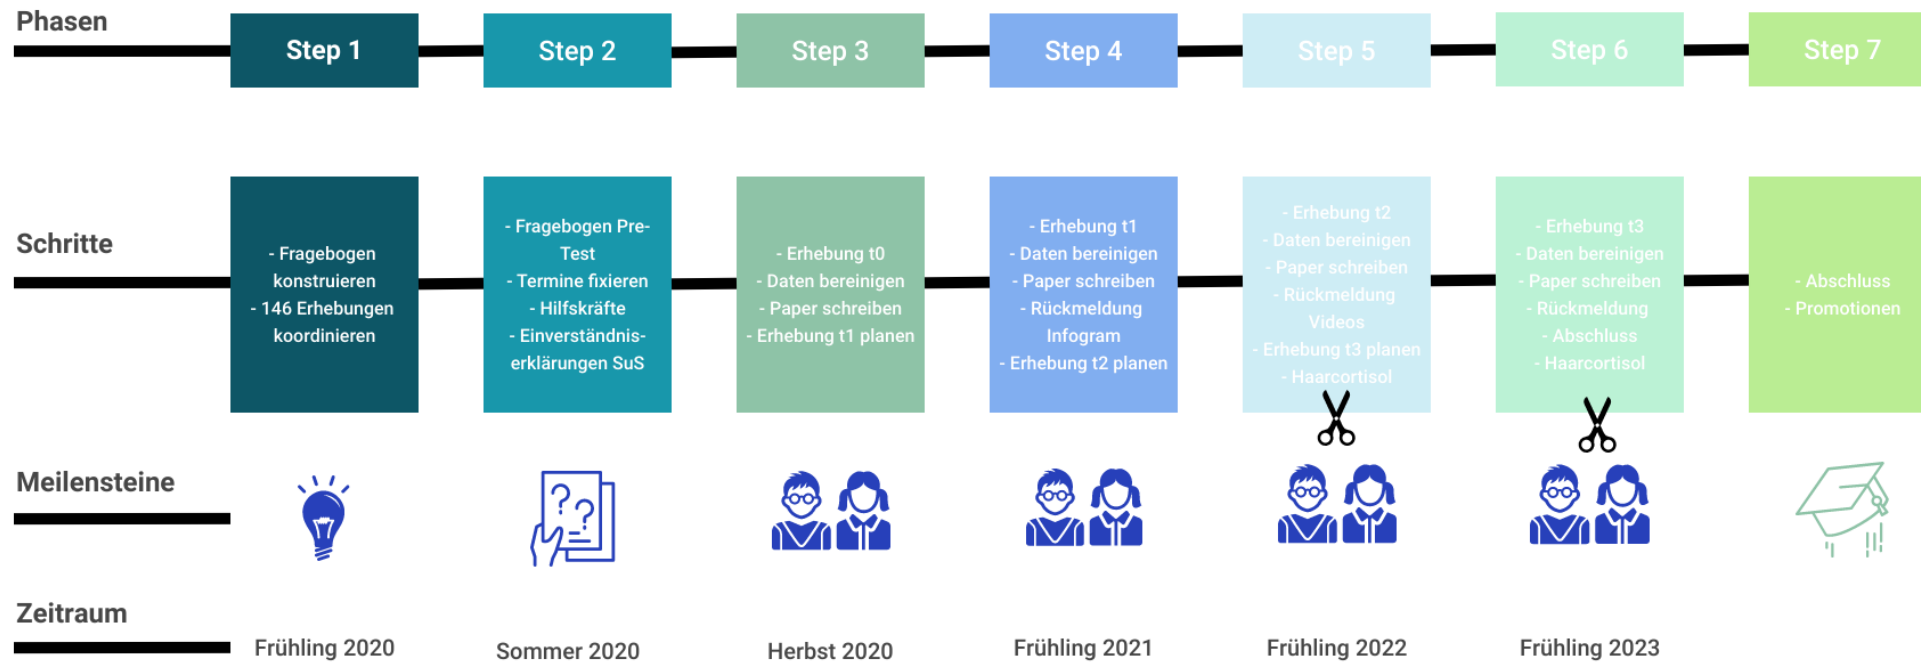 Phasen
Step 1
Step 2
Step 3
Step 4
Step 5
Step 6
Step 7
Schritte
- Fragebogen
konstruieren
- 146 Erhebungen
koordinieren
- Fragebogen Pre-
Test
- Termine fixieren
- Hilfskräfte
- Einverständnis-
erklärungen SuS
- Erhebung t0
- Daten bereinigen
- Paper schreiben
- Erhebung t1 planen
- Erhebung t1
- Daten bereinigen
- Paper schreiben
- Rückmeldung
Infogram
- Erhebung t2 planen
- Erhebung t2
- Daten bereinigen
- Paper schreiben
- Rückmeldung
Videos
- Erhebung t3 planen
- Haarcortisol
- Erhebung t3
- Daten bereinigen
- Paper schreiben
- Rückmeldung
- Abschluss
- Haarcortisol
- Abschluss
- Promotionen
Meilensteine
? ?
Zeitraum
Frühling 2020
Sommer 2020
Herbst 2020
Frühling 2021
Frühling 2022
Frühling 2023